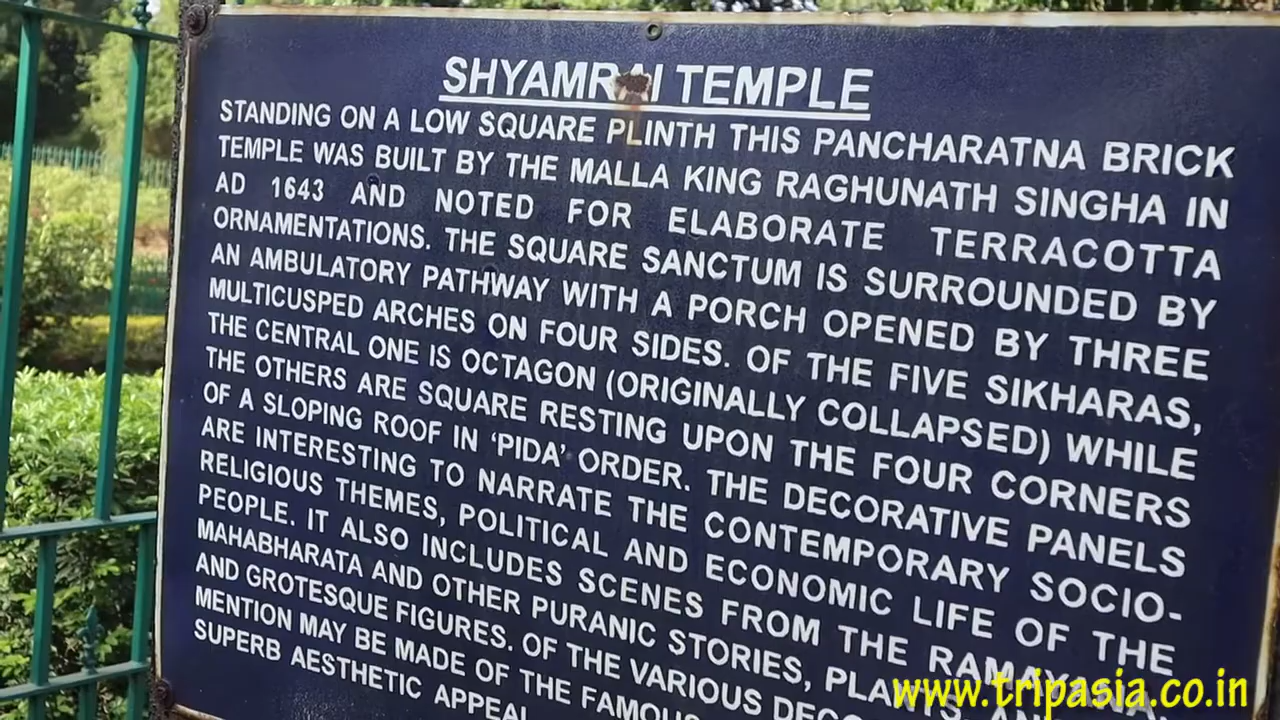 SHYAMRAI TEMPLE
STANDING ON A LOW SQUARE PLINTH THIS PANCHARATNA BRICK
TEMPLE WAS BUILT BY THE MALLA KING RAGHUNATH SINGHA IN
AD 1643 AND NOTED FOR ELABORATE TERRACOTTA
ORNAMENTATIONS. THE SQUARE SANCTUM IS SURROUNDED BY
AN AMBULATORY PATHWAY WITH A PORCH OPENED BY THREE
MULTICUSPED ARCHES ON FOUR SIDES. OF THE FIVE SIKHARAS,
THE CENTRAL ONE IS OCTAGON (ORIGINALLY COLLAPSED) WHILE
THE OTHERS ARE SQUARE RESTING UPON THE FOUR CORNERS
OF A SLOPING ROOF IN ‘PIDA’ ORDER. THE DECORATIVE PANELS
ARE INTERESTING TO NARRATE THE CONTEMPORARY SOCIO-
RELIGIOUS THEMES, POLITICAL AND ECONOMIC LIFE OF THE
PEOPLE. IT ALSO INCLUDES SCENES FROM THE RAMAYANA
MAHABHARATA AND OTHER PURANIC STORIES, PLANTS,
AND GROTESQUE FIGURES. OF THE VARIOUS
MENTION MAY BE MADE OF THE FAMOUS
SUPERB AESTHETIC APPEAL
www.tripasia.co.in